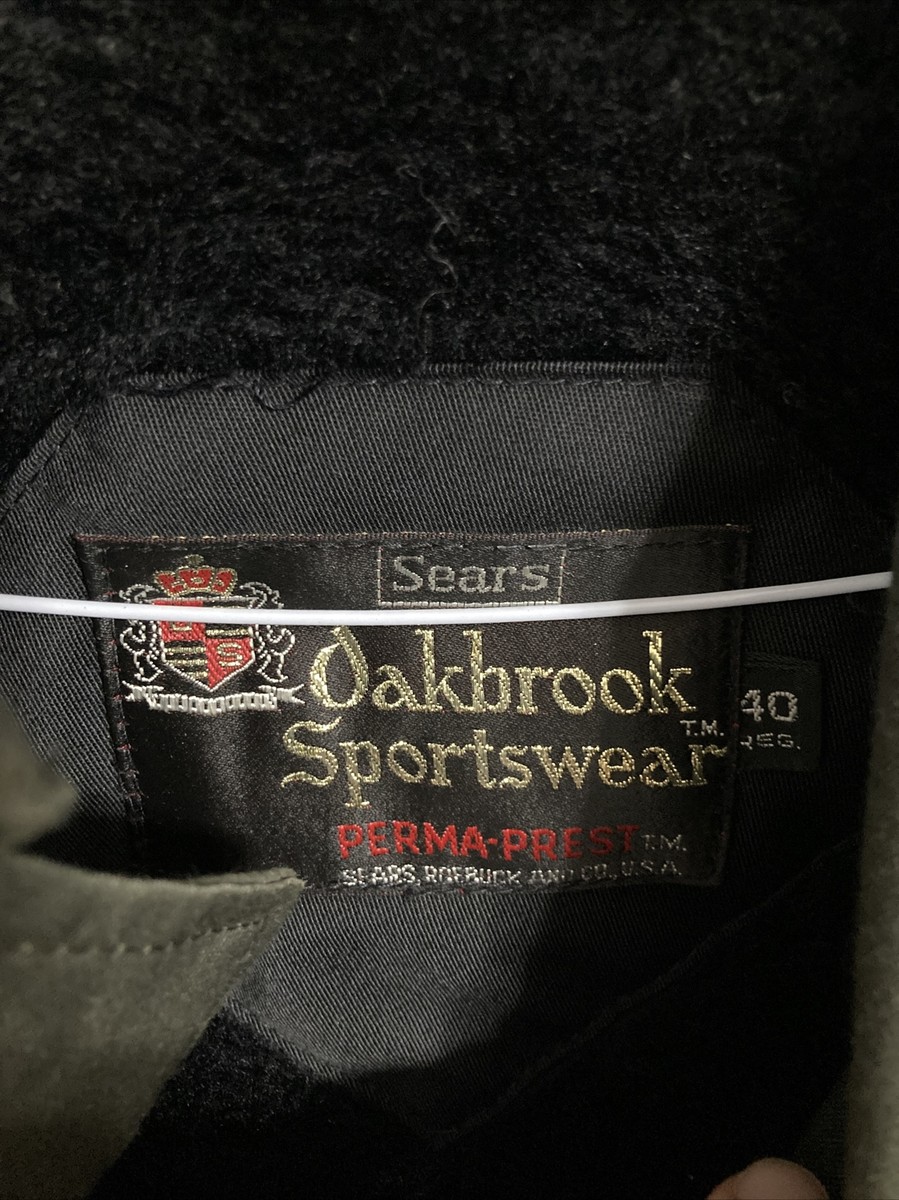 Sears
Oakbrook
Sportswear T.M.
PERMA-PREST T.M.
SEARS, ROEBUCK AND CO., U.S.A.
40
REG.